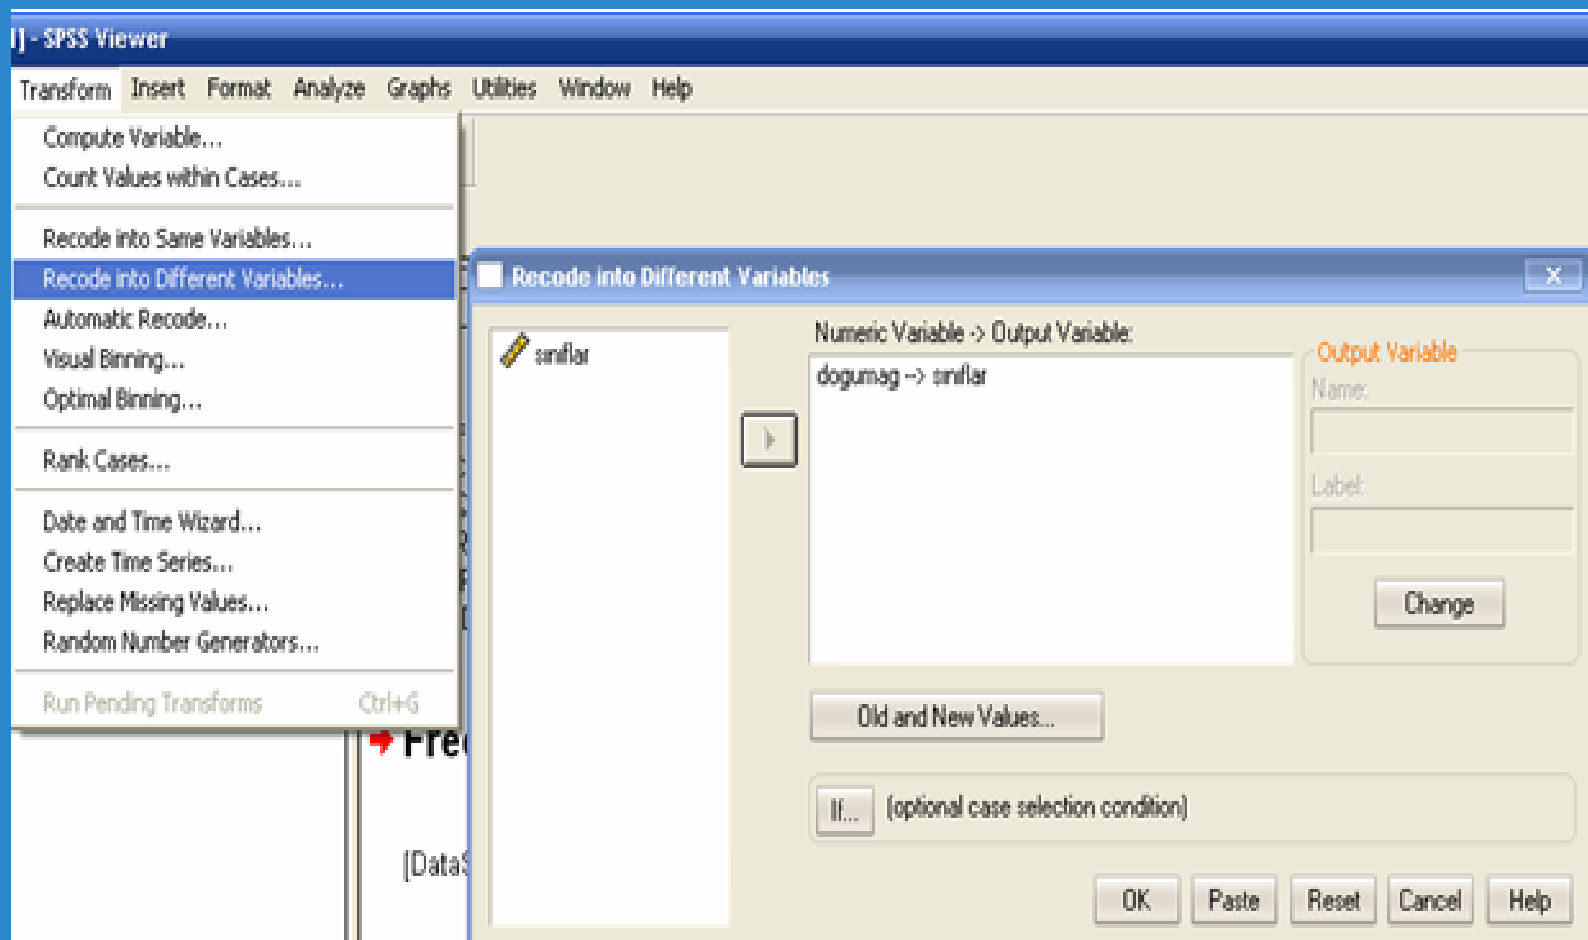 ] - SPSS Viewer
Transform Insert Format Analyze Graphs Utilities Window Help
Compute Variable...
Count Values within Cases...
Recode into Same Variables...
Recode into Different Variables...
Automatic Recode...
Visual Binning...
Optimal Binning...
Rank Cases...
Date and Time Wizard...
Create Time Series...
Replace Missing Values...
Random Number Generators...
Run Pending Transforms Ctrl+G
Recode into Different Variables
sınıflar
Numeric Variable -> Output Variable:
dogumag --> sınıflar
Output Variable
Name:
Label:
Change
Old and New Values...
If... (optional case selection condition)
OK Paste Reset Cancel Help
Fre
[DataS